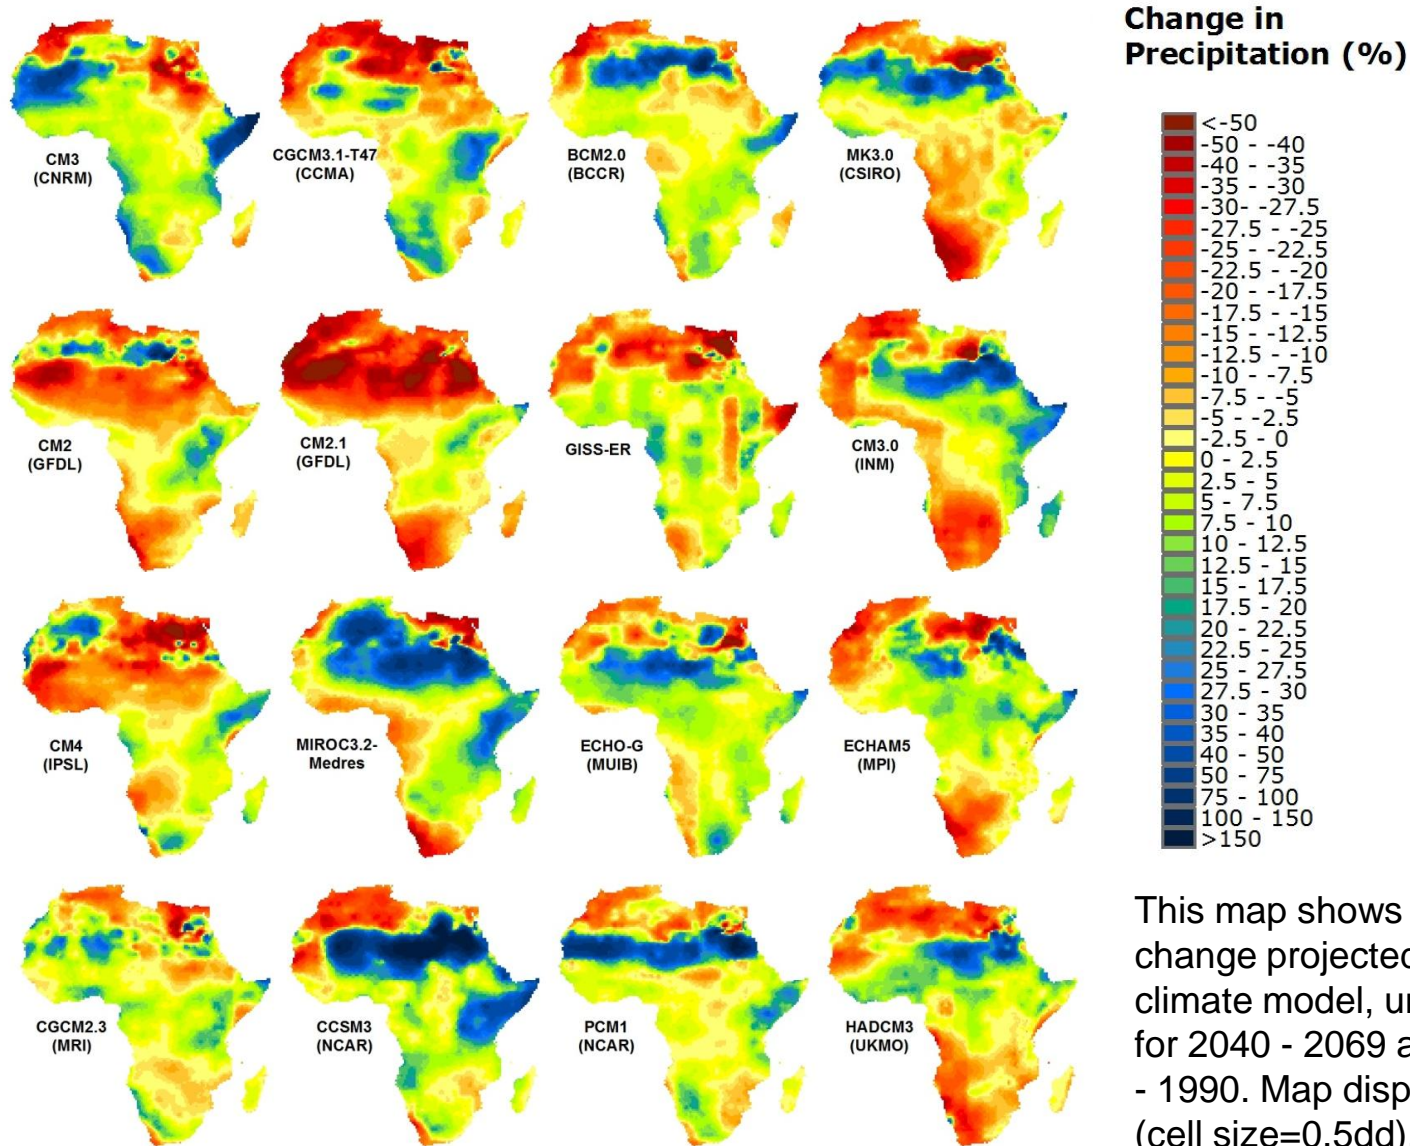 Change in
Precipitation (%)
CM3
(CNRM)
CGCM3.1-T47
(CCMA)
BCM2.0
(BCCR)
MK3.0
(CSIRO)
CM2
(GFDL)
CM2.1
(GFDL)
GISS-ER
CM3.0
(INM)
CM4
(IPSL)
MIROC3.2-
Medres
ECHO-G
(MUIB)
ECHAM5
(MPI)
CGCM2.3
(MRI)
CCSM3
(NCAR)
PCM1
(NCAR)
HADCM3
(UKMO)
<-50
-50 - -40
-40 - -35
-35 - -30
-30- -27.5
-27.5 - -25
-25 - -22.5
-22.5 - -20
-20 - -17.5
-17.5 - -15
-15 - -12.5
-12.5 - -10
-10 - -7.5
-7.5 - -5
-5 - -2.5
-2.5 - 0
0 - 2.5
2.5 - 5
5 - 7.5
7.5 - 10
10 - 12.5
12.5 - 15
15 - 17.5
17.5 - 20
20 - 22.5
22.5 - 25
25 - 27.5
27.5 - 30
30 - 35
35 - 40
40 - 50
50 - 75
75 - 100
100 - 150
>150
This map shows
change projected
climate model, u
for 2040 - 2069 a
- 1990. Map disp
(cell size=0.5dd)